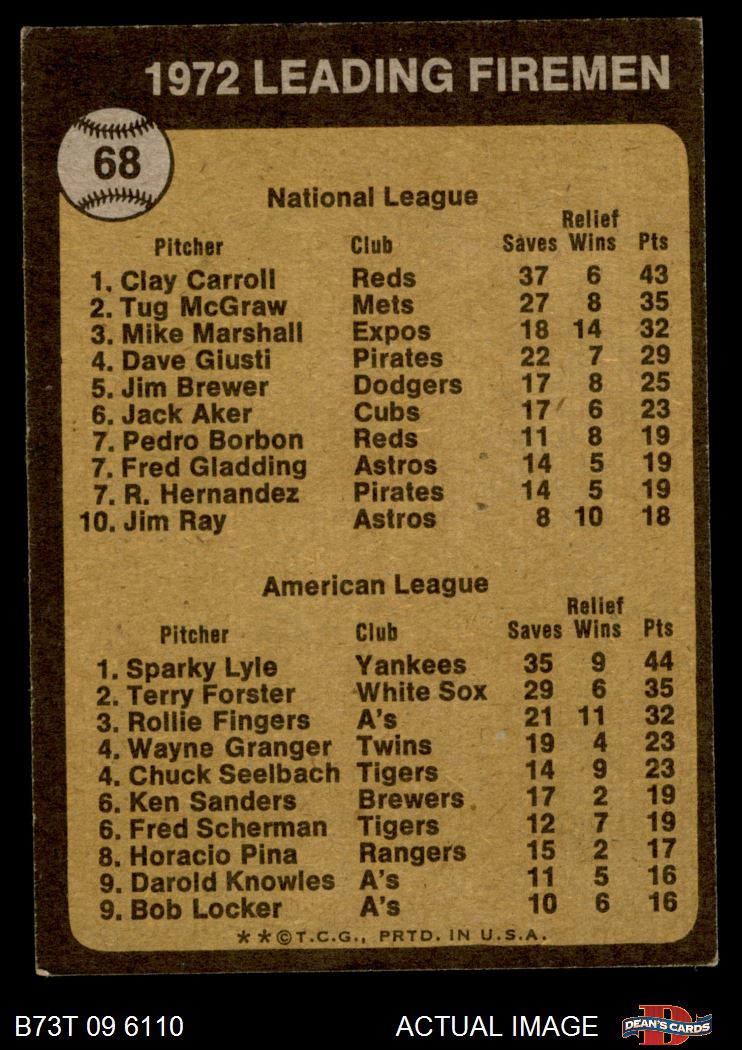 1972 LEADING FIREMEN
68
National League
Relief
Pitcher Club Saves Wins Pts
1. Clay Carroll Reds 37 6 43
2. Tug McGraw Mets 27 8 35
3. Mike Marshall Expos 18 14 32
4. Dave Giusti Pirates 22 7 29
5. Jim Brewer Dodgers 17 8 25
6. Jack Aker Cubs 17 6 23
7. Pedro Borbon Reds 11 8 19
7. Fred Gladding Astros 14 5 19
7. R. Hernandez Pirates 14 5 19
10. Jim Ray Astros 8 10 18
American League
Relief
Pitcher Club Saves Wins Pts
1. Sparky Lyle Yankees 35 9 44
2. Terry Forster White Sox 29 6 35
3. Rollie Fingers A's 21 11 32
4. Wayne Granger Twins 19 4 23
4. Chuck Seelbach Tigers 14 9 23
6. Ken Sanders Brewers 17 2 19
6. Fred Scherman Tigers 12 7 19
8. Horacio Pina Rangers 15 2 17
9. Darold Knowles A's 11 5 16
9. Bob Locker A's 10 6 16
**©T.C.G., PRTD. IN U.S.A.
B73T 09 6110 ACTUAL IMAGE D DEAN'S CARDS